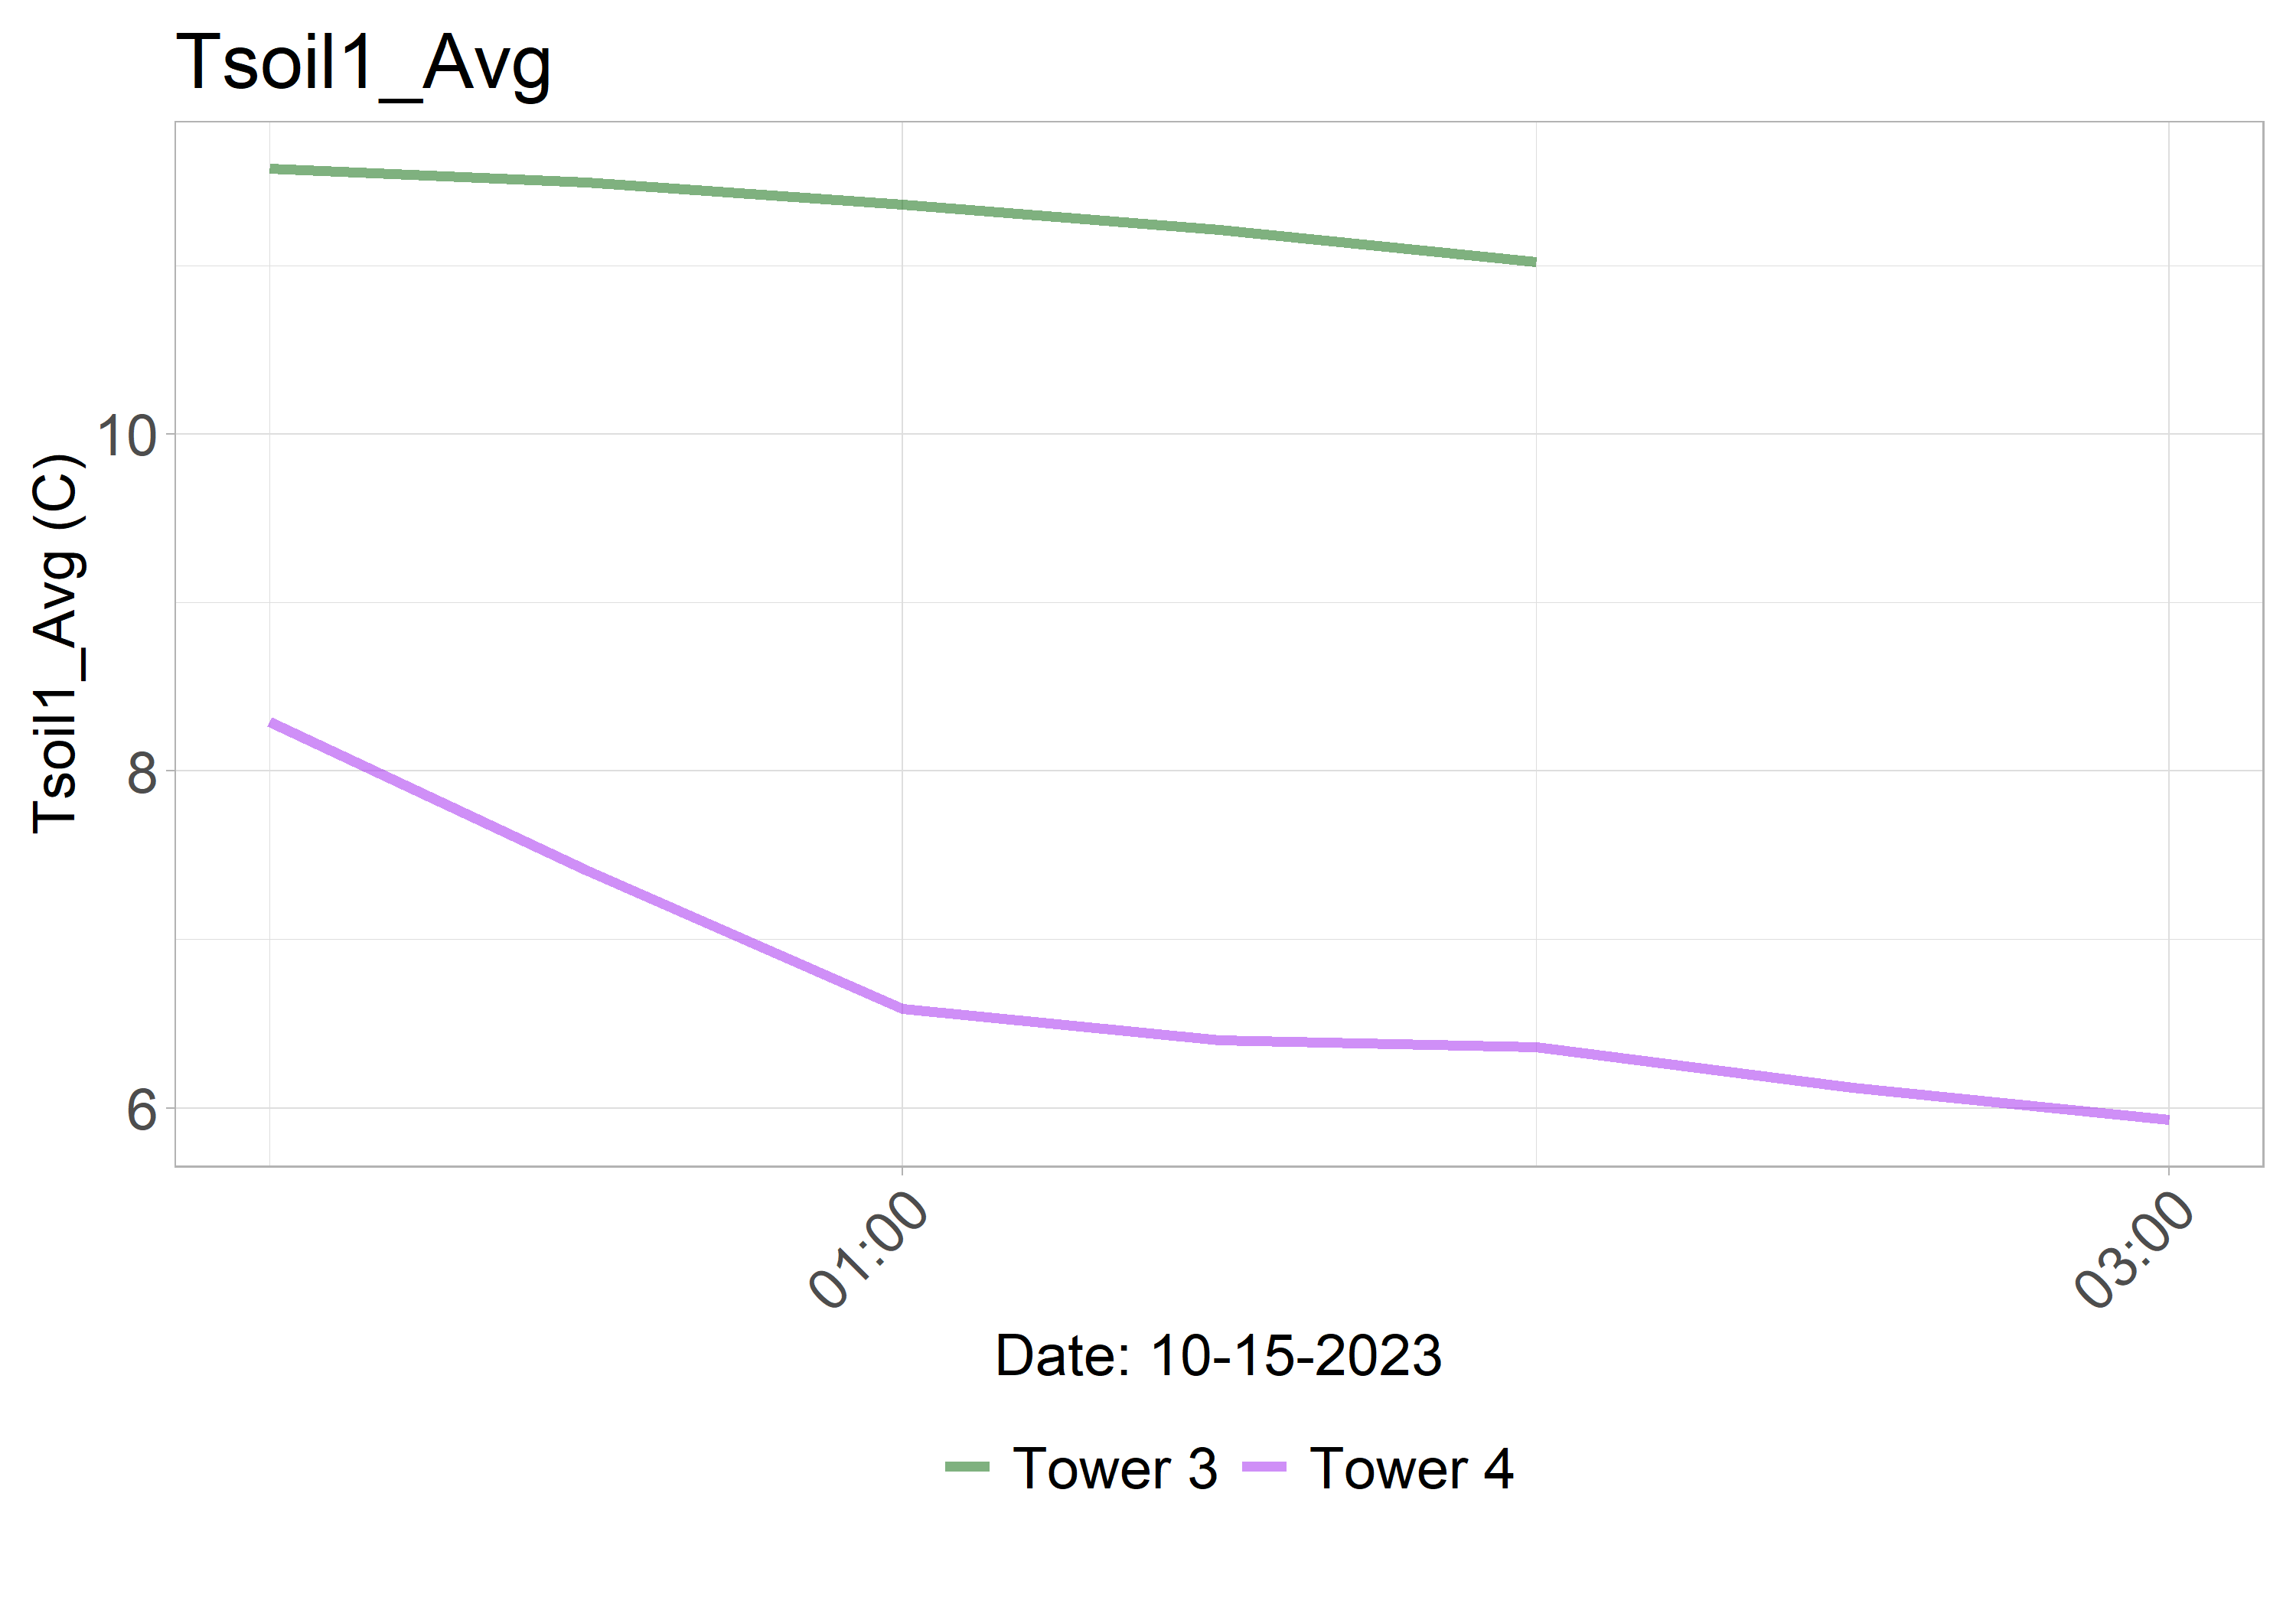 Tsoil1_Avg
Tsoil1_Avg (C)
10
8
6
01:00
03:00
Date: 10-15-2023
Tower 3
Tower 4